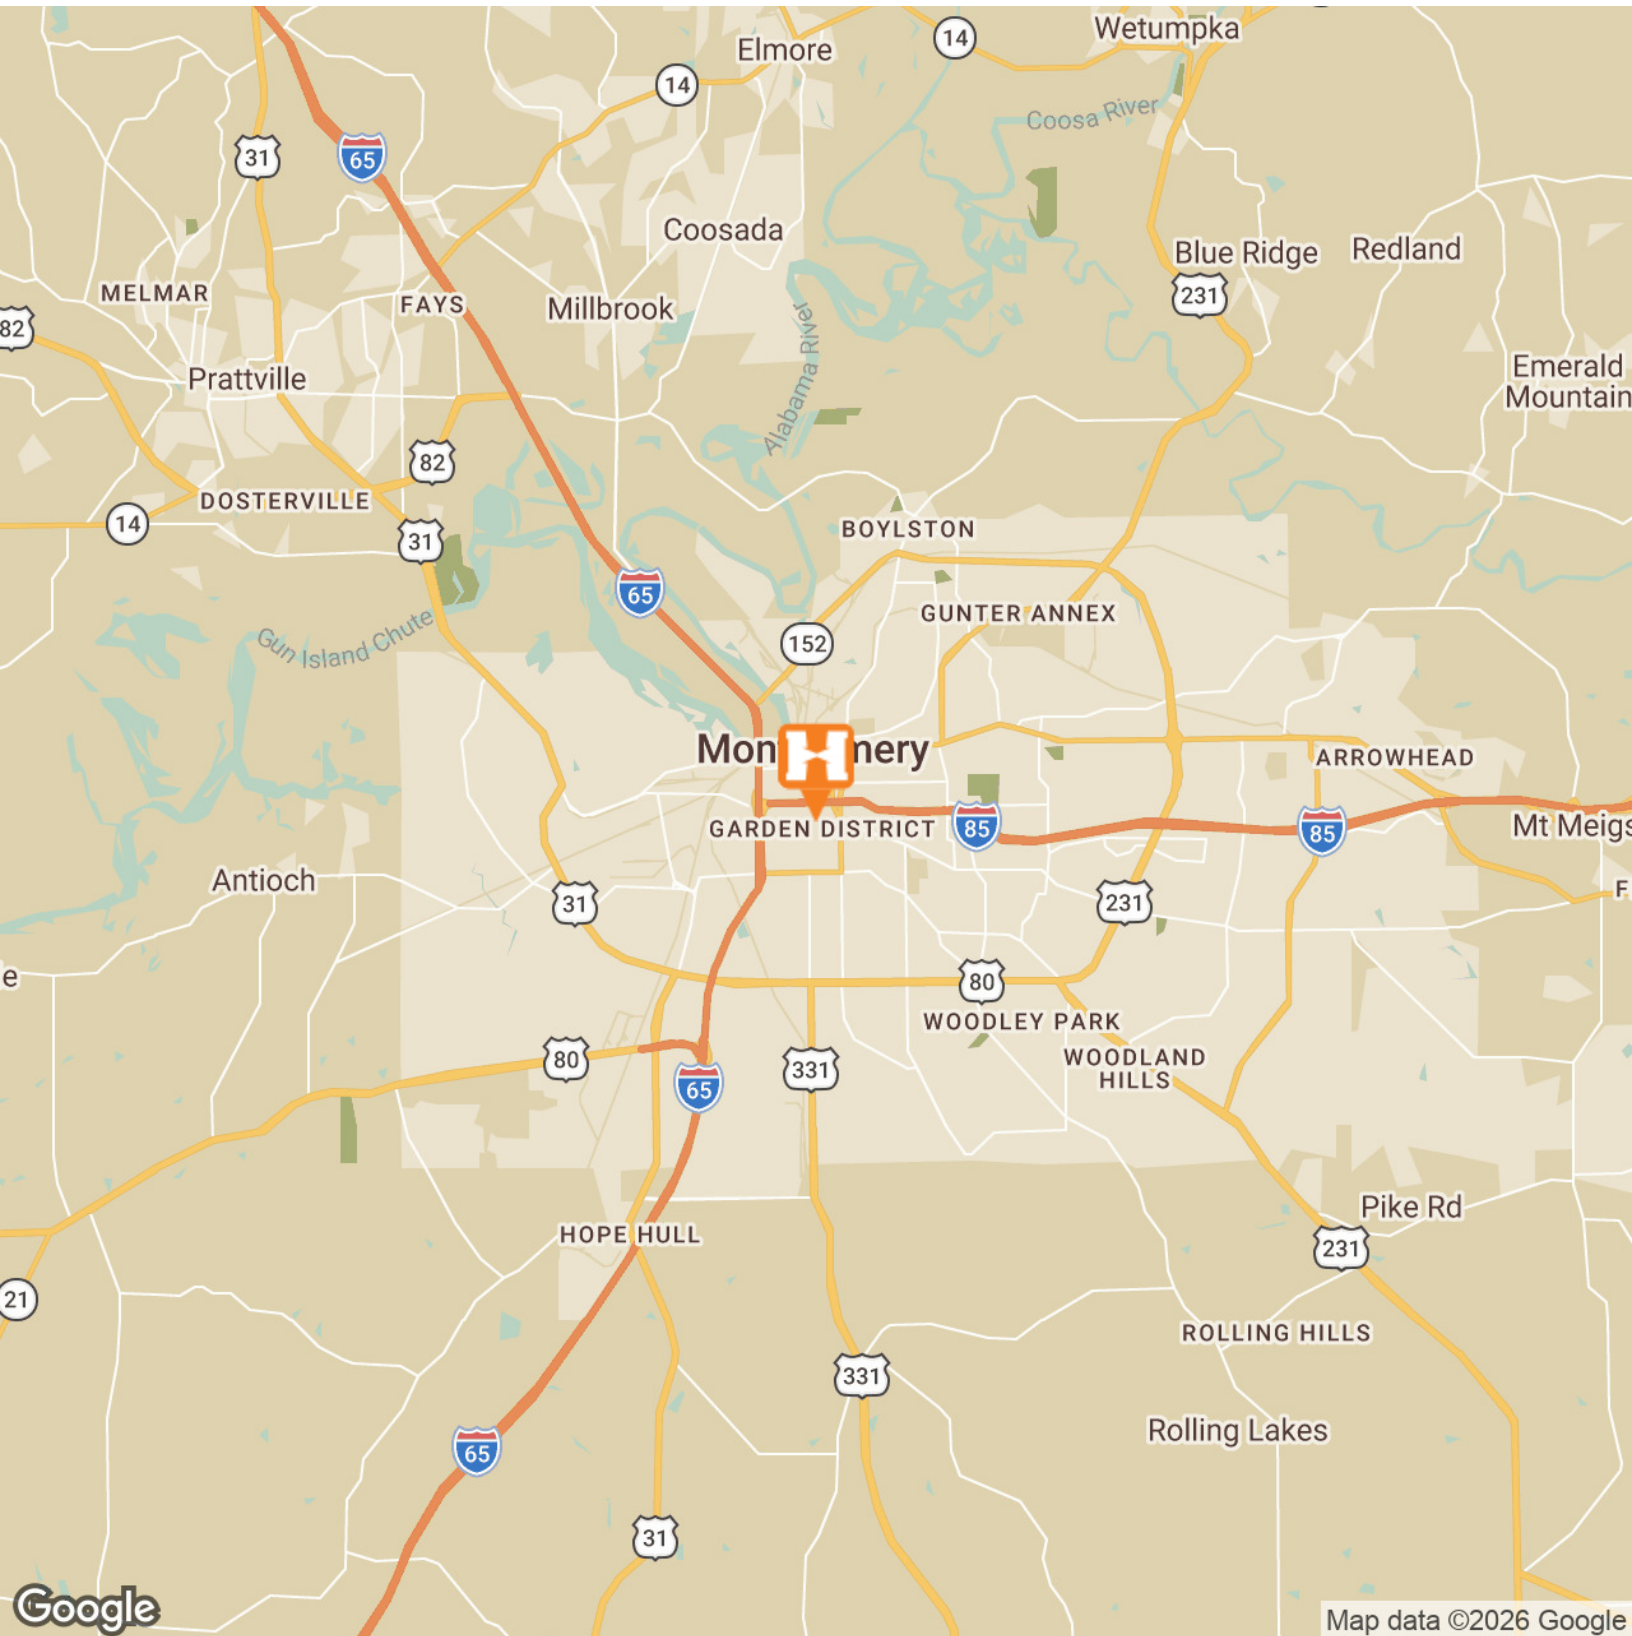 Wetumpka
14
Elmore
14
Coosa River
31
65
Coosada
Blue Ridge
Redland
231
MELMAR
FAYS
Millbrook
82
Alabama River
Prattville
Emerald
Mountain
82
DOSTERVILLE
14
31
BOYLSTON
65
GUNTER ANNEX
Gun Island Chute
152
H
ARROWHEAD
GARDEN DISTRICT
85
85
Mt Meigs
Antioch
31
231
F
e
80
WOODLEY PARK
80
WOODLAND
HILLS
331
65
Pike Rd
HOPE HULL
231
21
ROLLING HILLS
331
Rolling Lakes
65
31
Google
Map data ©2026 Google